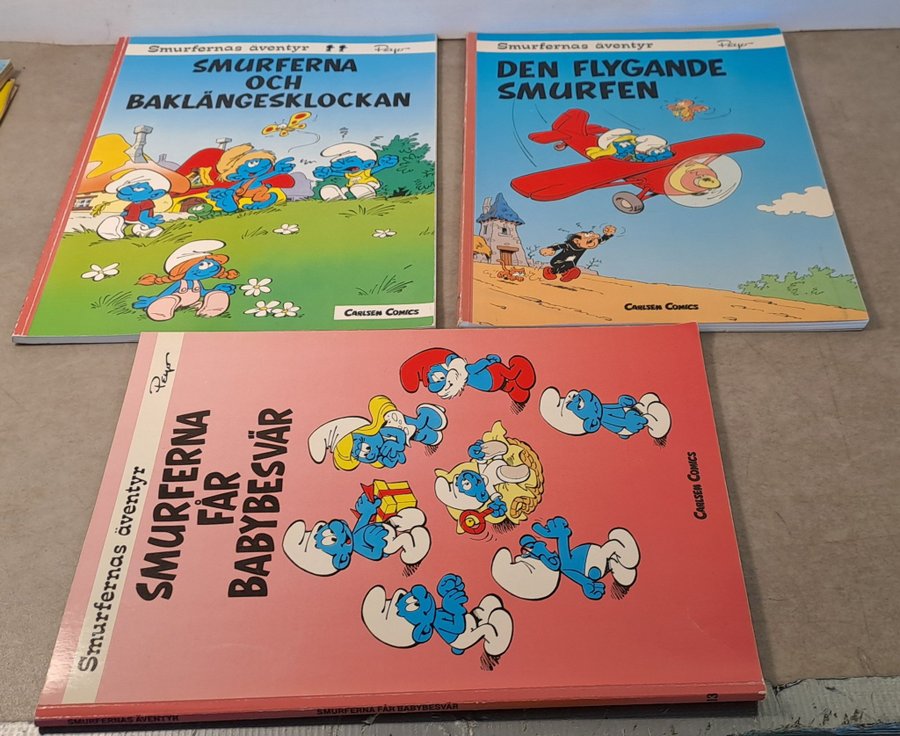 Smurfernas äventyr 11 Peyo
SMURFERNA
OCH
BAKLÄNGESKLOCKAN
CARLSEN COMICS
Smurfernas äventyr Peyo
DEN FLYGANDE
SMURFEN
CARLSEN COMICS
Smurfernas äventyr Peyo
SMURFERNA
FÅR
BABYBESVÄR
CARLSEN COMICS
SMURFERNAS ÄVENTYR SMURFERNA FÅR BABYBESVÄR 13